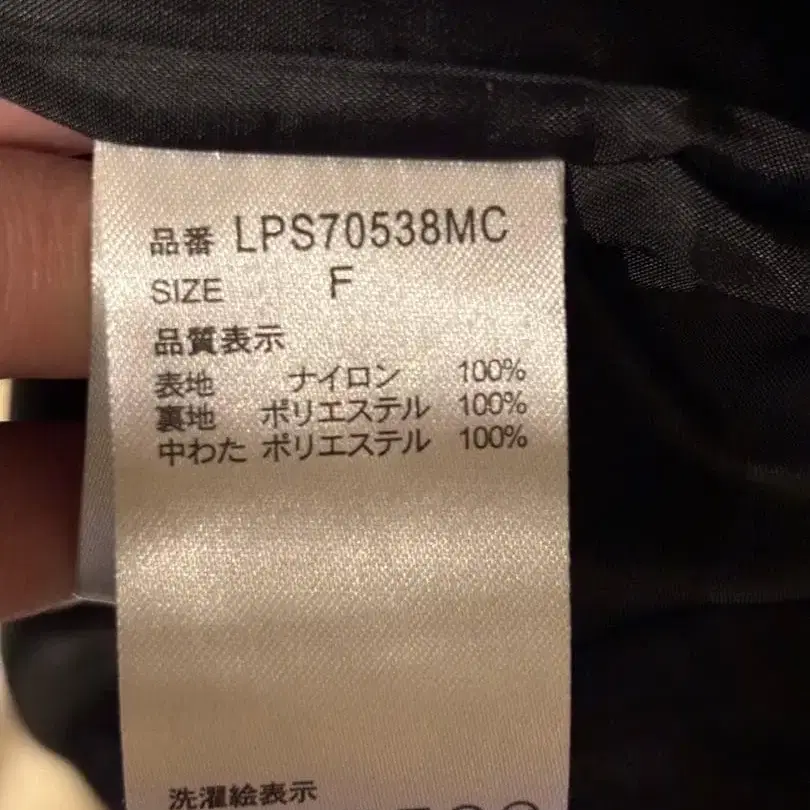 品番 LPS70538MC
SIZE F
品質表示
表地 ナイロン 100%
裏地 ポリエステル 100%
中わた ポリエステル 100%
洗濯絵表示